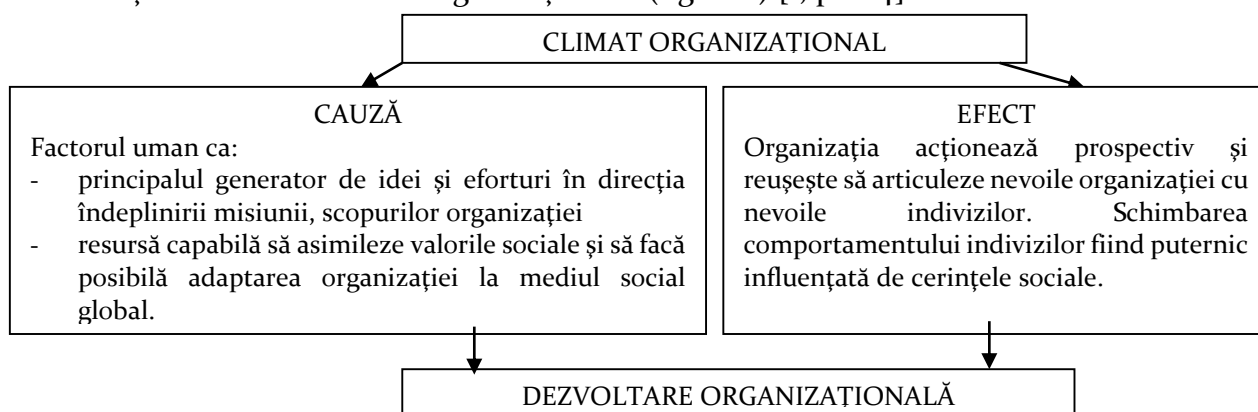 CLIMAT ORGANIZAȚIONAL
CAUZĂ
Factorul uman ca:
- principalul generator de idei și eforturi în direcția
îndeplinirii misiunii, scopurilor organizației
- resursă capabilă să asimileze valorile sociale și să facă
posibilă adaptarea organizației la mediul social
global.
EFECT
Organizația acționează prospectiv și
reușește să articuleze nevoile organizației cu
nevoile indivizilor. Schimbarea
comportamentului indivizilor fiind puternic
influențată de cerințele sociale.
DEZVOLTARE ORGANIZAȚIONALĂ